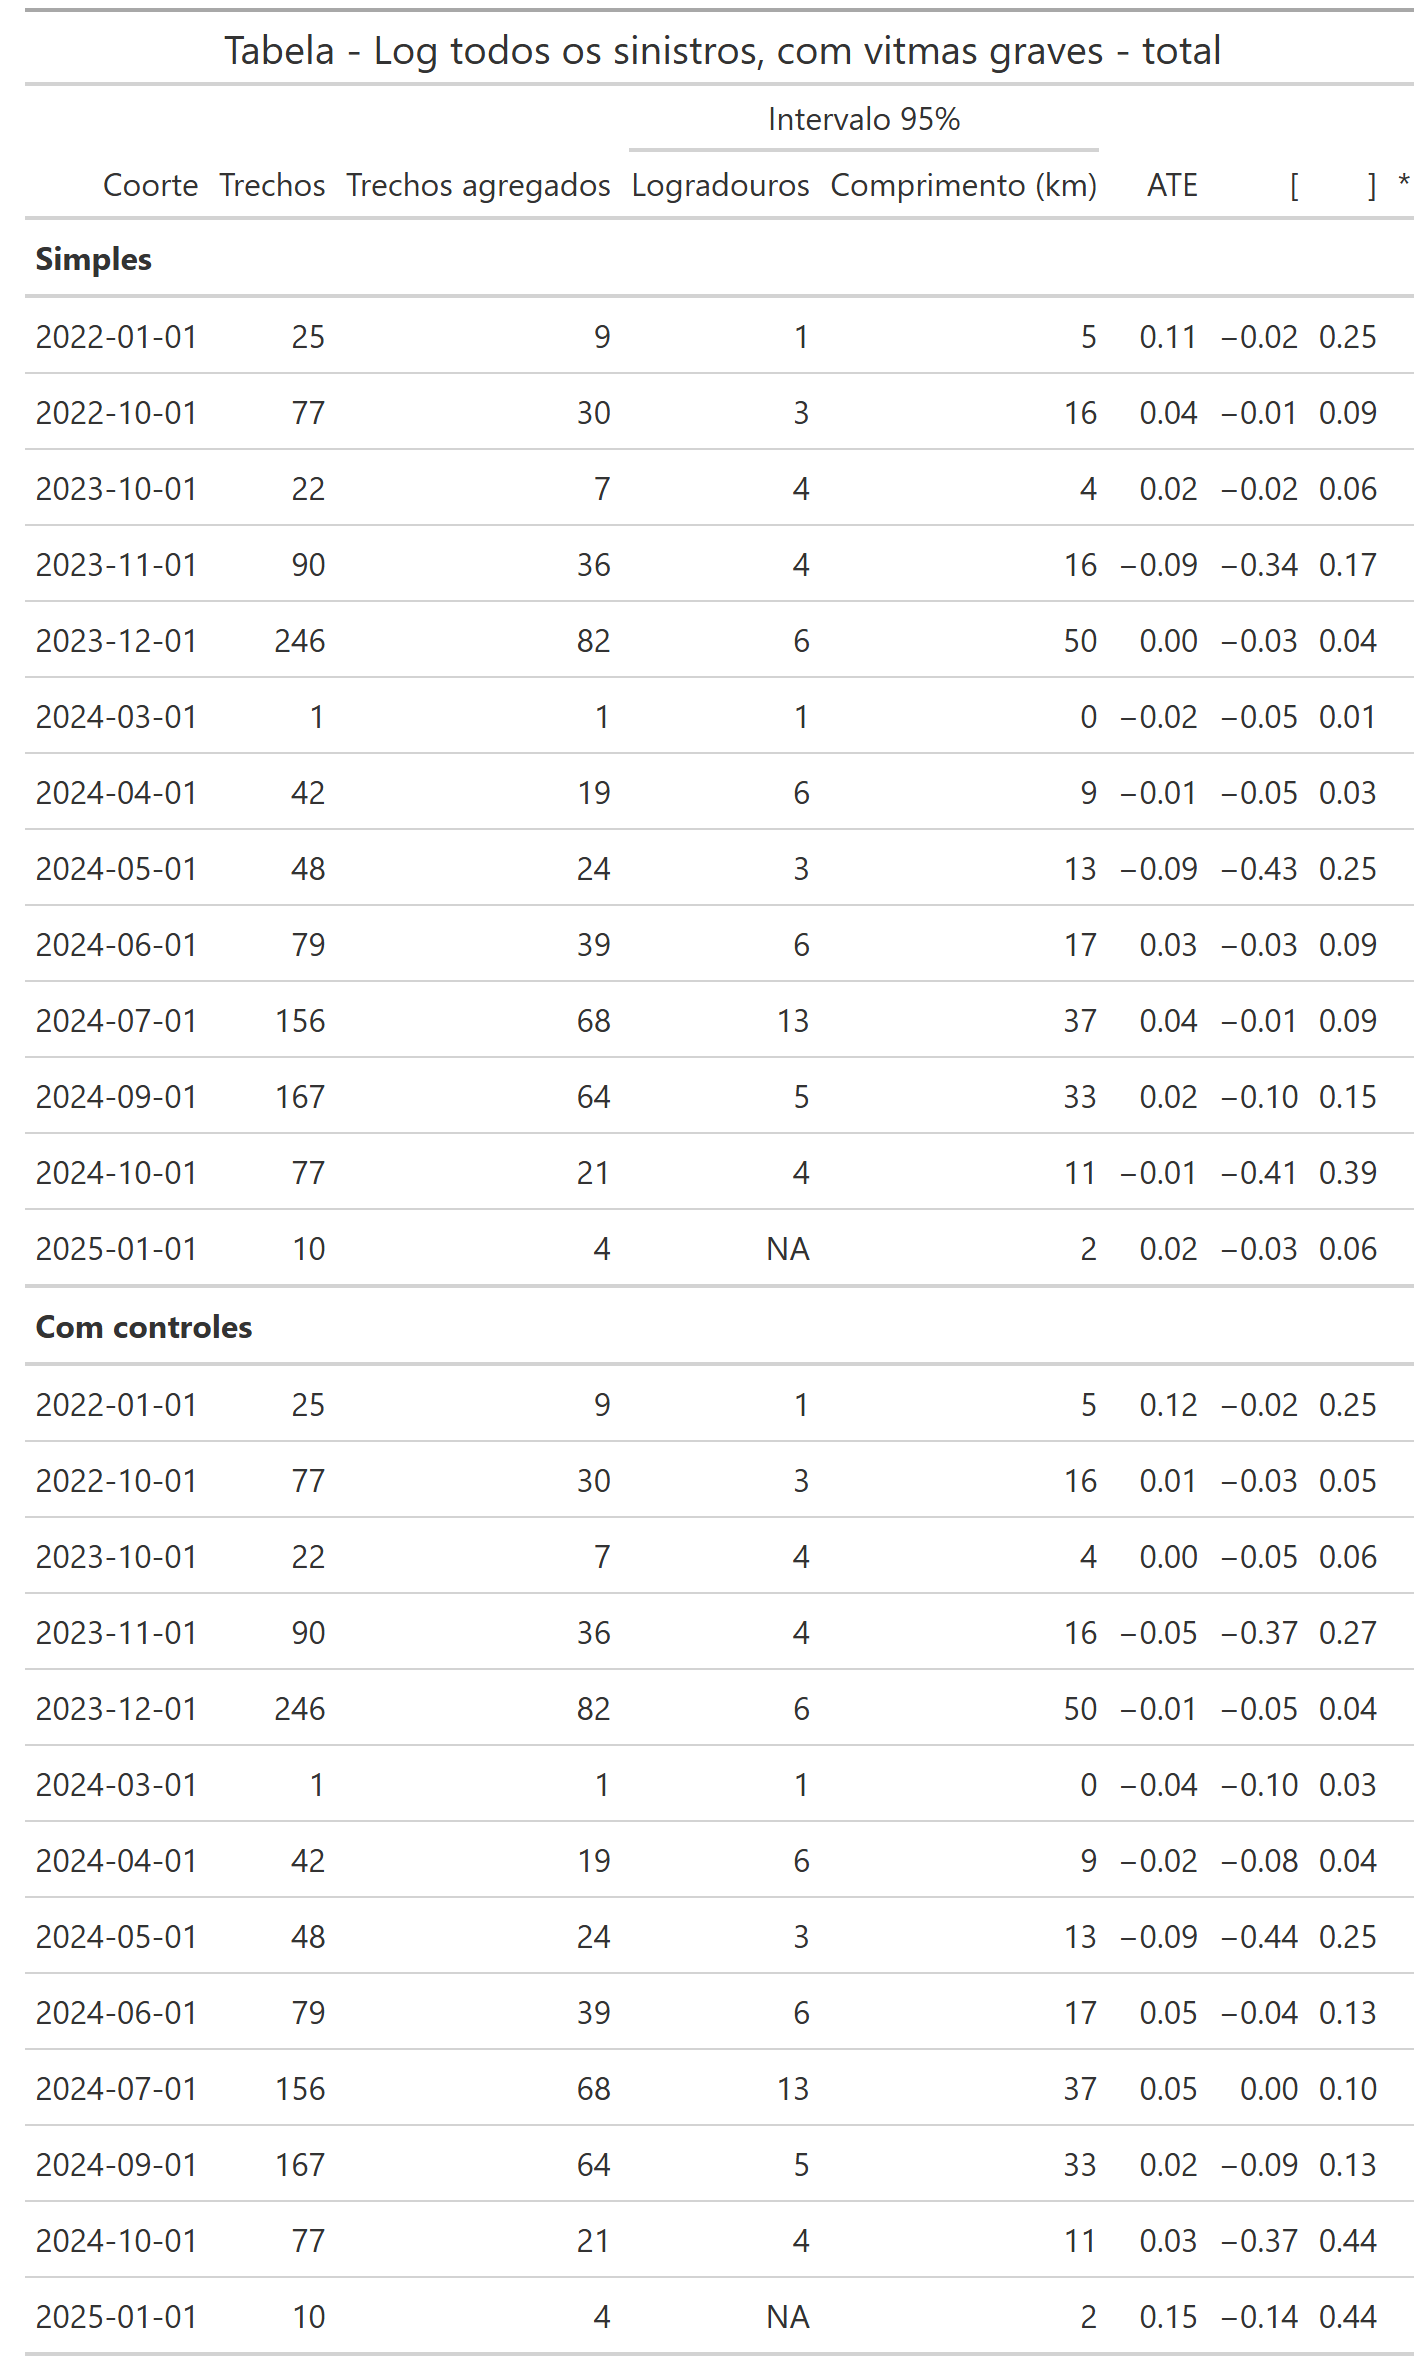 Tabela - Log todos os sinistros, com vitmas graves - total
Intervalo 95%
Coorte Trechos Trechos agregados Logradouros Comprimento (km) ATE [ ] *
Simples
2022-01-01 25 9 1 5 0.11 −0.02 0.25
2022-10-01 77 30 3 16 0.04 −0.01 0.09
2023-10-01 22 7 4 4 0.02 −0.02 0.06
2023-11-01 90 36 4 16 −0.09 −0.34 0.17
2023-12-01 246 82 6 50 0.00 −0.03 0.04
2024-03-01 1 1 1 0 −0.02 −0.05 0.01
2024-04-01 42 19 6 9 −0.01 −0.05 0.03
2024-05-01 48 24 3 13 −0.09 −0.43 0.25
2024-06-01 79 39 6 17 0.03 −0.03 0.09
2024-07-01 156 68 13 37 0.04 −0.01 0.09
2024-09-01 167 64 5 33 0.02 −0.10 0.15
2024-10-01 77 21 4 11 −0.01 −0.41 0.39
2025-01-01 10 4 NA 2 0.02 −0.03 0.06
Com controles
2022-01-01 25 9 1 5 0.12 −0.02 0.25
2022-10-01 77 30 3 16 0.01 −0.03 0.05
2023-10-01 22 7 4 4 0.00 −0.05 0.06
2023-11-01 90 36 4 16 −0.05 −0.37 0.27
2023-12-01 246 82 6 50 −0.01 −0.05 0.04
2024-03-01 1 1 1 0 −0.04 −0.10 0.03
2024-04-01 42 19 6 9 −0.02 −0.08 0.04
2024-05-01 48 24 3 13 −0.09 −0.44 0.25
2024-06-01 79 39 6 17 0.05 −0.04 0.13
2024-07-01 156 68 13 37 0.05 0.00 0.10
2024-09-01 167 64 5 33 0.02 −0.09 0.13
2024-10-01 77 21 4 11 0.03 −0.37 0.44
2025-01-01 10 4 NA 2 0.15 −0.14 0.44